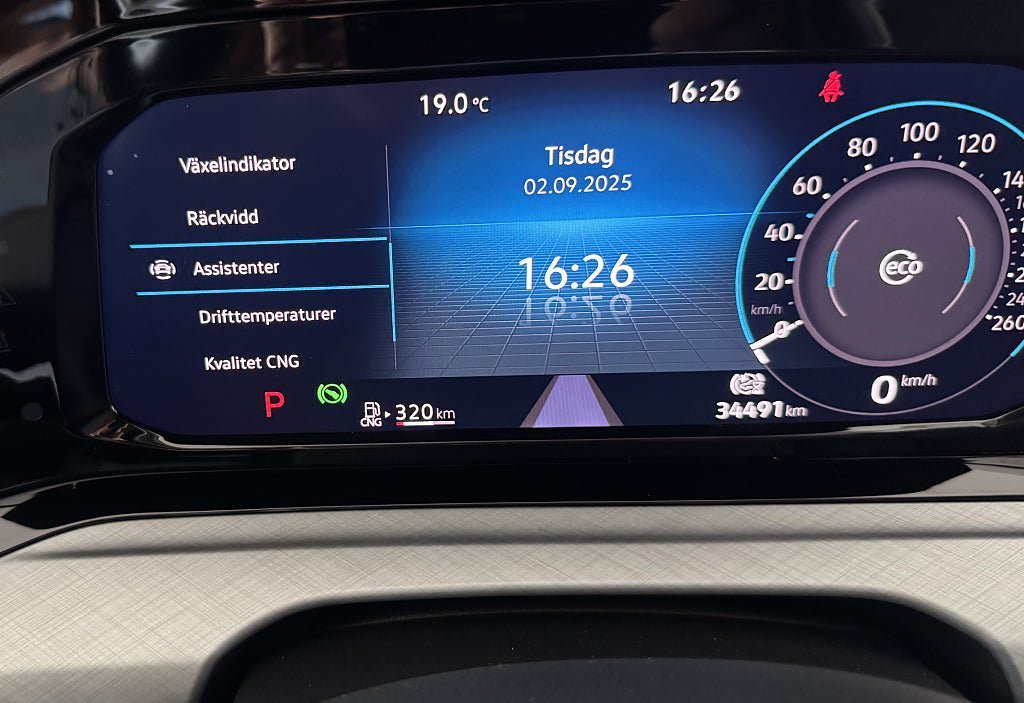 19.0°C
16:26
Växelindikator
Räckvidd
Assistenter
Drifttemperaturer
Kvalitet CNG
Tisdag
02.09.2025
16:26
0
20
40
60
80
100
120
260
km/h
eco
0 km/h
P
CNG
320 km
34491 km